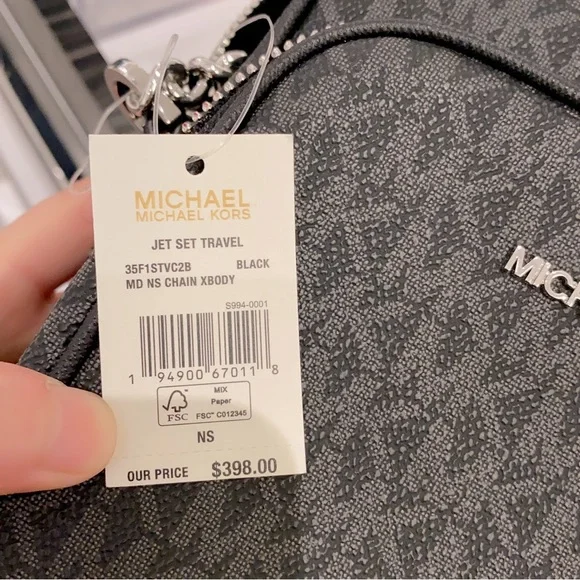 MICHAEL
MICHAEL KORS
JET SET TRAVEL
35F1STVC2B BLACK
MD NS CHAIN XBODY
S994-0001
1 94900 67011 8
FSC
MIX
Paper
FSC™ C012345
NS
OUR PRICE $398.00
MICH